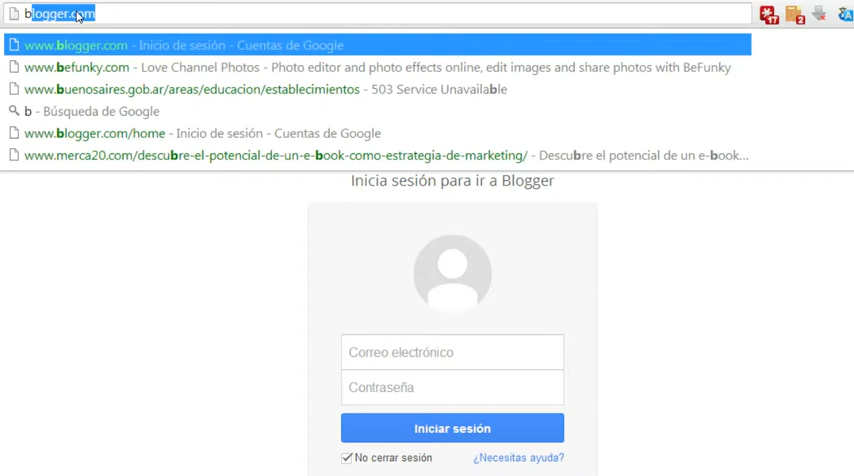 blogger.com
17
2
www.blogger.com - Inicio de sesión - Cuentas de Google
www.befunky.com - Love Channel Photos - Photo editor and photo effects online, edit images and share photos with BeFunky
www.buenosaires.gob.ar/areas/educacion/establecimientos - 503 Service Unavailable
b - Búsqueda de Google
www.blogger.com/home - Inicio de sesión - Cuentas de Google
www.merca20.com/descubre-el-potencial-de-un-e-book-como-estrategia-de-marketing/ - Descubre el potencial de un e-book...
Inicia sesión para ir a Blogger
Correo electrónico
Contraseña
Iniciar sesión
No cerrar sesión ¿Necesitas ayuda?